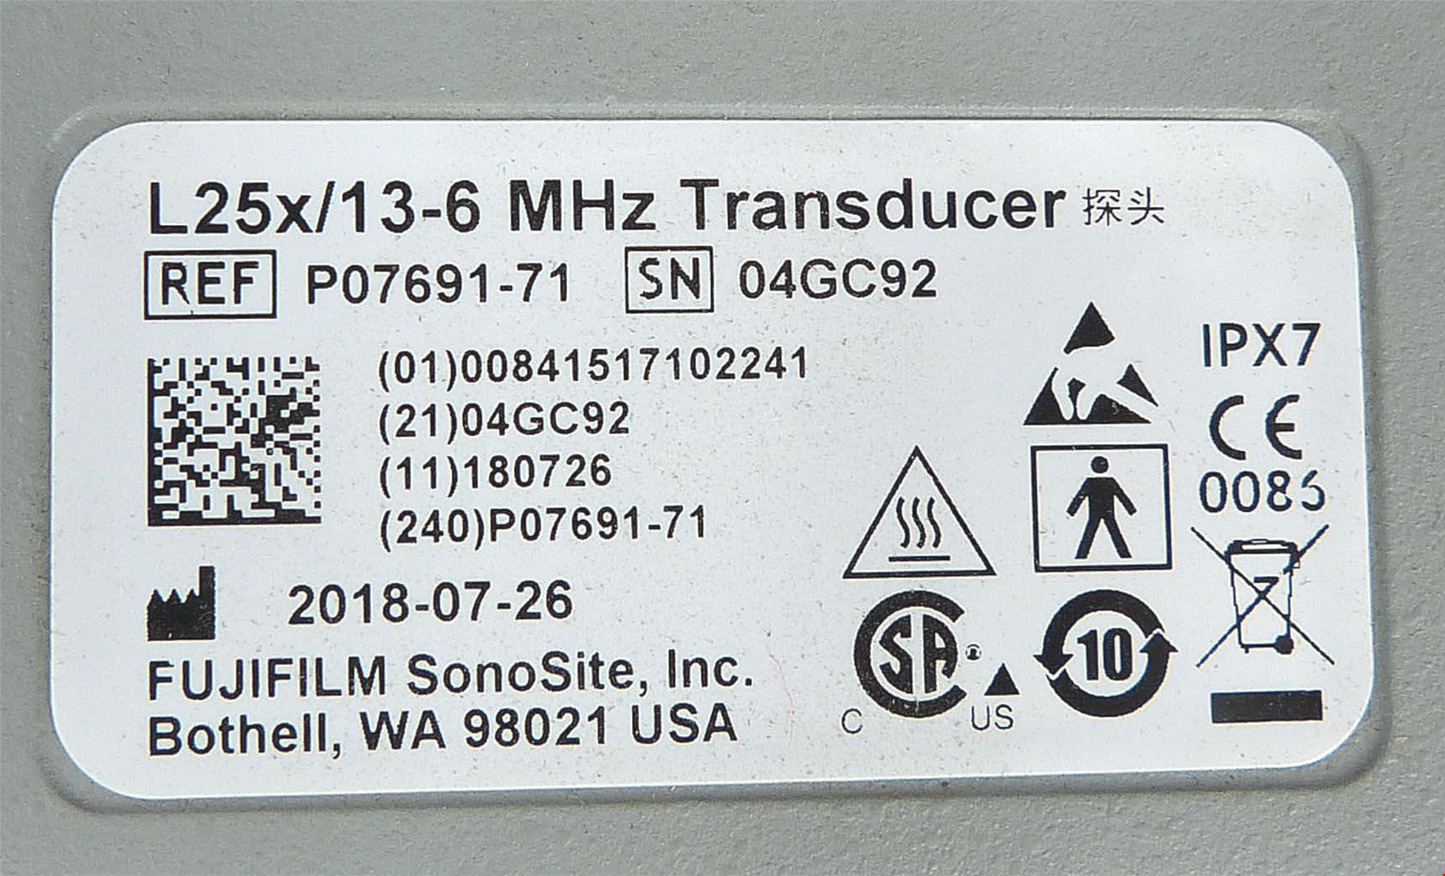 L25x/13-6 MHz Transducer 探头
REF P07691-71 SN 04GC92
(01)00841517102241
(21)04GC92
(11)180726
(240)P07691-71
2018-07-26
FUJIFILM SonoSite, Inc.
Bothell, WA 98021 USA
IPX7
CE
0086
10
C SA US